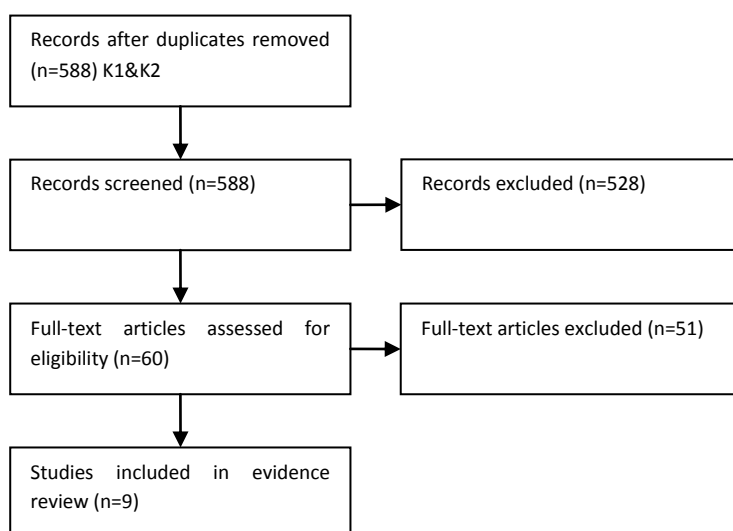 Records after duplicates removed
(n=588) K1&K2
Records screened (n=588)
Records excluded (n=528)
Full-text articles assessed for
eligibility (n=60)
Full-text articles excluded (n=51)
Studies included in evidence
review (n=9)